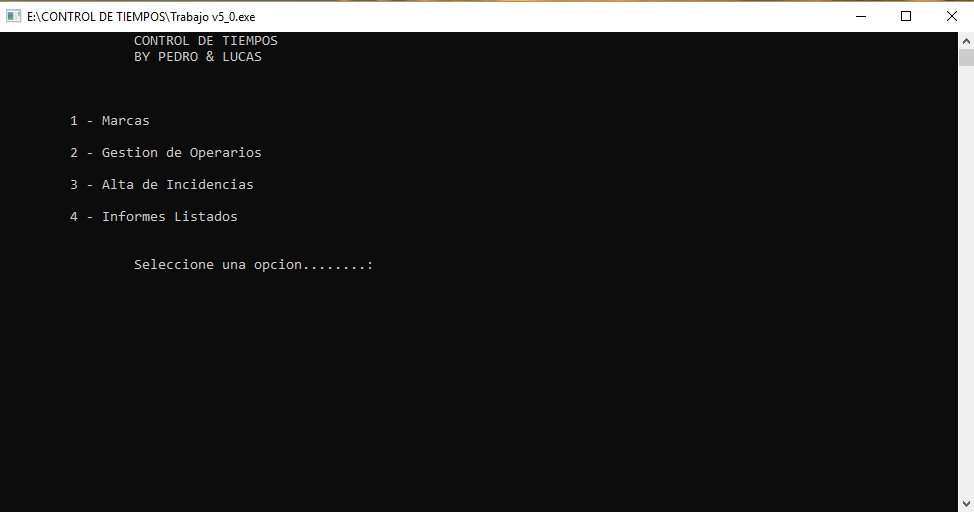 E:\CONTROL DE TIEMPOS\Trabajo v5_0.exe
CONTROL DE TIEMPOS
BY PEDRO & LUCAS
1 - Marcas
2 - Gestion de Operarios
3 - Alta de Incidencias
4 - Informes Listados
Seleccione una opcion........: